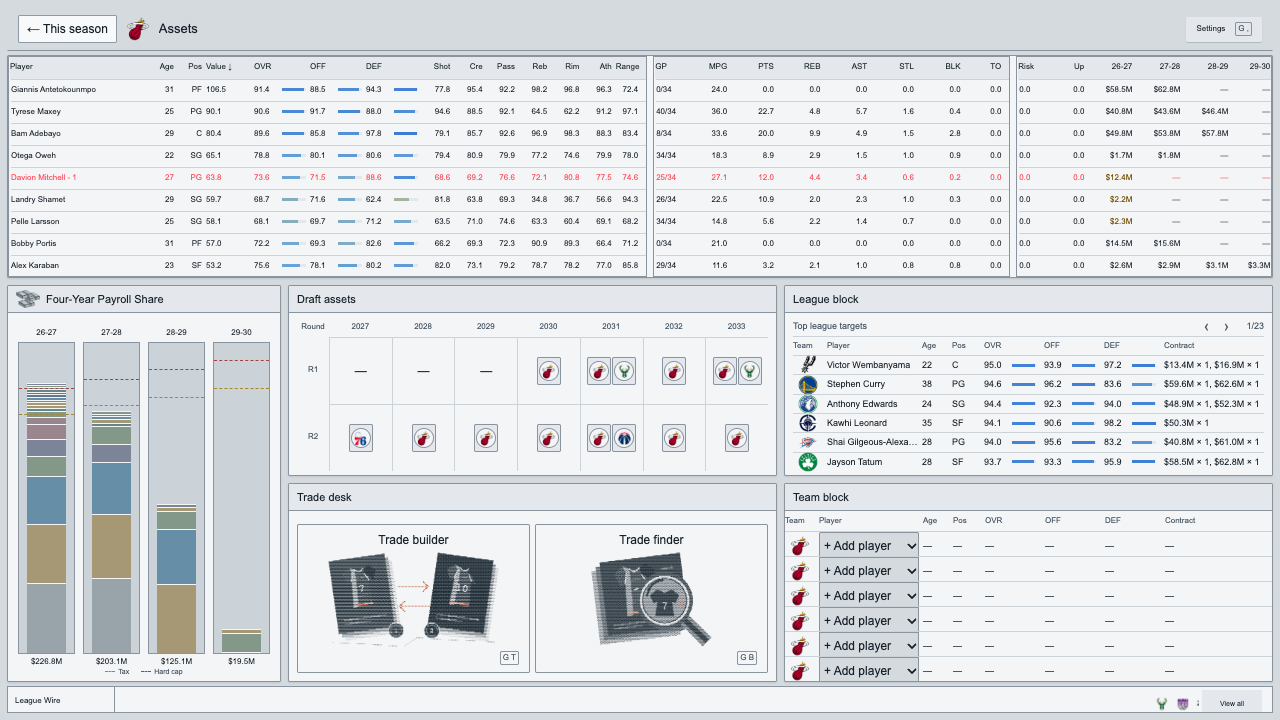 ← This season Assets Settings G ,
Player Age Pos Value ↓ OVR OFF DEF Shot Cre Pass Reb Rim Ath Range GP MPG PTS REB AST STL BLK TO Risk Up 26-27 27-28 28-29 29-30
Giannis Antetokounmpo 31 PF 106.5 91.4 88.5 94.3 77.8 95.4 92.2 98.2 96.8 96.3 72.4 0/34 24.0 0.0 0.0 0.0 0.0 0.0 0.0 0.0 0.0 $58.5M $62.8M — —
Tyrese Maxey 25 PG 90.1 90.6 91.7 88.0 94.6 88.5 92.1 64.5 62.2 91.2 97.1 40/34 36.0 22.7 4.8 5.7 1.6 0.4 0.0 0.0 0.0 $40.8M $43.6M $46.4M —
Bam Adebayo 29 C 80.4 89.6 85.8 97.8 79.1 85.7 92.6 96.9 98.3 88.3 83.4 8/34 33.6 20.0 9.9 4.9 1.5 2.8 0.0 0.0 0.0 $49.8M $53.8M $57.8M —
Otega Oweh 22 SG 65.1 78.8 80.1 80.6 79.4 80.9 79.9 77.2 74.6 79.9 78.0 34/34 18.3 8.9 2.9 1.5 1.0 0.9 0.0 0.0 0.0 $1.7M $1.8M — —
Davion Mitchell - 1 27 PG 63.8 73.6 71.5 88.6 68.6 69.2 76.6 72.1 80.8 77.5 74.6 25/34 27.1 12.0 4.4 3.4 0.6 0.2 0.0 0.0 0.0 $12.4M — — —
Landry Shamet 29 SG 59.7 68.7 71.6 62.4 81.8 63.8 69.3 34.8 36.7 56.6 94.3 26/34 22.5 10.9 2.0 2.3 1.0 0.3 0.0 0.0 0.0 $2.2M — — —
Pelle Larsson 25 SG 58.1 68.1 69.7 71.2 63.5 71.0 74.6 63.3 60.4 69.1 68.2 34/34 14.8 5.6 2.2 1.4 0.7 0.0 0.0 0.0 0.0 $2.3M — — —
Bobby Portis 31 PF 57.0 72.2 69.3 82.6 66.2 69.3 72.3 90.9 89.3 66.4 71.2 0/34 21.0 0.0 0.0 0.0 0.0 0.0 0.0 0.0 0.0 $14.5M $15.6M — —
Alex Karaban 23 SF 53.2 75.6 78.1 80.2 82.0 73.1 79.2 78.7 78.2 77.0 85.8 29/34 11.6 3.2 2.1 1.0 0.8 0.8 0.0 0.0 0.0 $2.6M $2.9M $3.1M $3.3M
Four-Year Payroll Share
26-27 27-28 28-29 29-30
$226.8M $203.1M $125.1M $19.5M
Tax Hard cap
Draft assets
Round 2027 2028 2029 2030 2031 2032 2033
R1 — — —
R2 76
Trade desk
Trade builder
G T
Trade finder
G B
League block
Top league targets ‹ › 1/23
Team Player Age Pos OVR OFF DEF Contract
Victor Wembanyama 22 C 95.0 93.9 97.2 $13.4M × 1, $16.9M × 1
Stephen Curry 38 PG 94.6 96.2 83.6 $59.6M × 1, $62.6M × 1
Anthony Edwards 24 SG 94.4 92.3 94.0 $48.9M × 1, $52.3M × 1
Kawhi Leonard 35 SF 94.1 90.6 98.2 $50.3M × 1
Shai Gilgeous-Alexa... 28 PG 94.0 95.6 83.2 $40.8M × 1, $61.0M × 1
Jayson Tatum 28 SF 93.7 93.3 95.9 $58.5M × 1, $62.8M × 1
Team block
Team Player Age Pos OVR OFF DEF Contract
+ Add player — — — — — —
+ Add player — — — — — —
+ Add player — — — — — —
+ Add player — — — — — —
+ Add player — — — — — —
+ Add player — — — — — —
League Wire View all